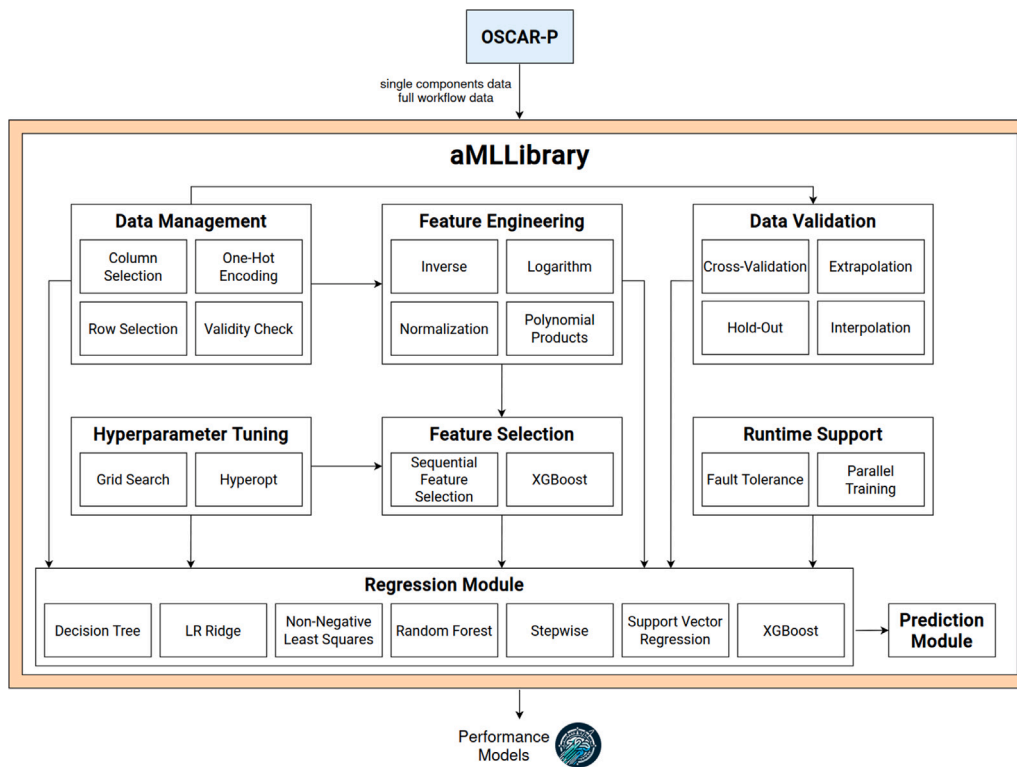 OSCAR-P
single components data
full workflow data
aMLLibrary
Data Management
Column
Selection
One-Hot
Encoding
Row Selection
Validity Check
Feature Engineering
Inverse
Logarithm
Normalization
Polynomial
Products
Data Validation
Cross-Validation
Extrapolation
Hold-Out
Interpolation
Hyperparameter Tuning
Grid Search
Hyperopt
Feature Selection
Sequential
Feature
Selection
XGBoost
Runtime Support
Fault Tolerance
Parallel
Training
Regression Module
Decision Tree
LR Ridge
Non-Negative
Least Squares
Random Forest
Stepwise
Support Vector
Regression
XGBoost
Prediction
Module
Performance
Models